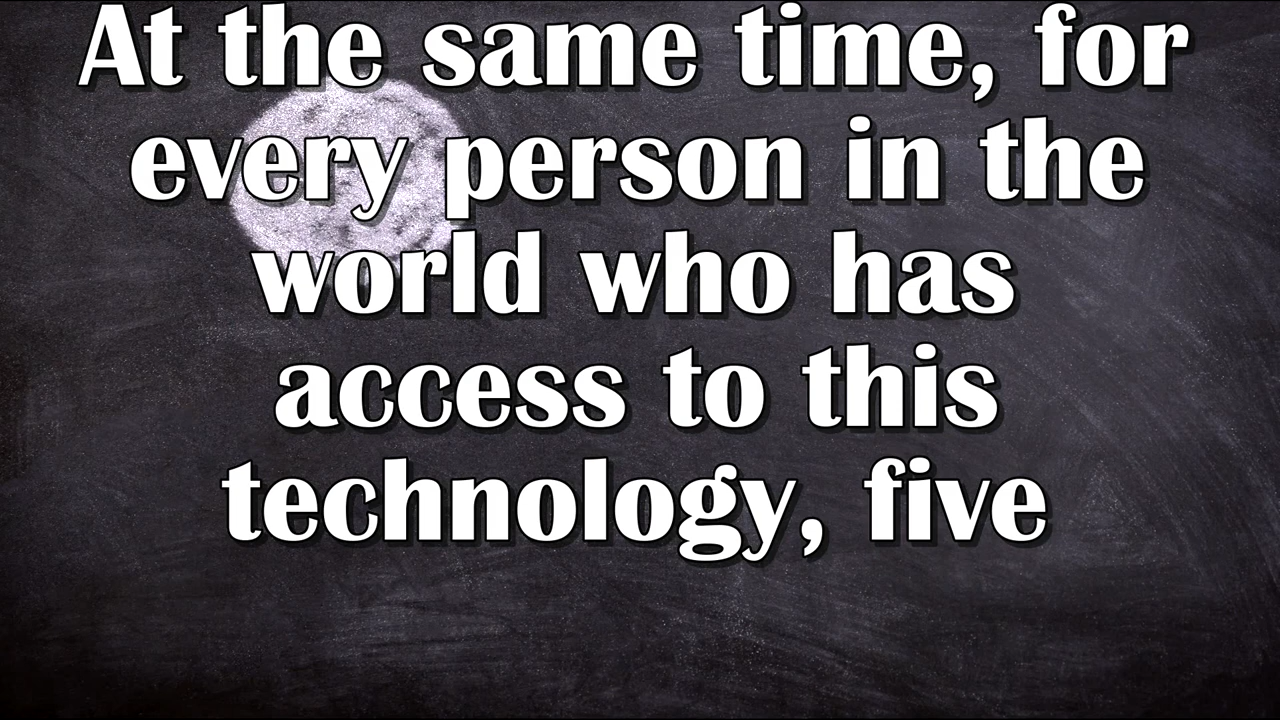 At the same time, for
every person in the
world who has
access to this
technology, five